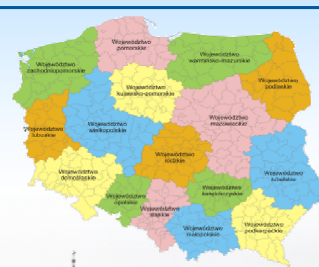 Województwo
pomorskie
Województwo
warmińsko-mazurskie
Województwo
zachodniopomorskie
Województwo
podlaskie
Województwo
kujawsko-pomorskie
Województwo
mazowieckie
Województwo
wielkopolskie
Województwo
lubuskie
Województwo
łódzkie
Województwo
lubelskie
Województwo
dolnośląskie
Województwo
opolskie
Województwo
świętokrzyskie
Województwo
śląskie
Województwo
małopolskie
Województwo
podkarpackie